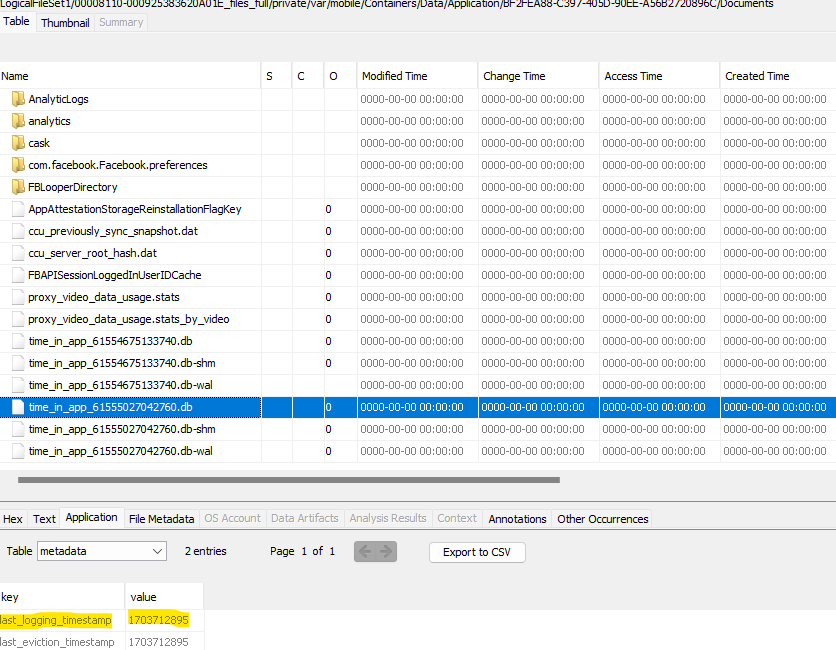 LogicalFileSet1/00008110-000925383620A01E_files_full/private/var/mobile/Containers/Data/Application/BF2FEA88-C397-405D-90EE-A56B2720896C/Documents
Table Thumbnail Summary
Name S C O Modified Time Change Time Access Time Created Time
AnalyticLogs 0000-00-00 00:00:00 0000-00-00 00:00:00 0000-00-00 00:00:00 0000-00-00 00:00:00
analytics 0000-00-00 00:00:00 0000-00-00 00:00:00 0000-00-00 00:00:00 0000-00-00 00:00:00
cask 0000-00-00 00:00:00 0000-00-00 00:00:00 0000-00-00 00:00:00 0000-00-00 00:00:00
com.facebook.Facebook.preferences 0000-00-00 00:00:00 0000-00-00 00:00:00 0000-00-00 00:00:00 0000-00-00 00:00:00
FBLooperDirectory 0000-00-00 00:00:00 0000-00-00 00:00:00 0000-00-00 00:00:00 0000-00-00 00:00:00
AppAttestationStorageReinstallationFlagKey 0 0000-00-00 00:00:00 0000-00-00 00:00:00 0000-00-00 00:00:00 0000-00-00 00:00:00
ccu_previously_sync_snapshot.dat 0 0000-00-00 00:00:00 0000-00-00 00:00:00 0000-00-00 00:00:00 0000-00-00 00:00:00
ccu_server_root_hash.dat 0 0000-00-00 00:00:00 0000-00-00 00:00:00 0000-00-00 00:00:00 0000-00-00 00:00:00
FBAPISessionLoggedInUserIDCache 0 0000-00-00 00:00:00 0000-00-00 00:00:00 0000-00-00 00:00:00 0000-00-00 00:00:00
proxy_video_data_usage.stats 0 0000-00-00 00:00:00 0000-00-00 00:00:00 0000-00-00 00:00:00 0000-00-00 00:00:00
proxy_video_data_usage.stats_by_video 0 0000-00-00 00:00:00 0000-00-00 00:00:00 0000-00-00 00:00:00 0000-00-00 00:00:00
time_in_app_61554675133740.db 0 0000-00-00 00:00:00 0000-00-00 00:00:00 0000-00-00 00:00:00 0000-00-00 00:00:00
time_in_app_61554675133740.db-shm 0 0000-00-00 00:00:00 0000-00-00 00:00:00 0000-00-00 00:00:00 0000-00-00 00:00:00
time_in_app_61554675133740.db-wal 0000-00-00 00:00:00 0000-00-00 00:00:00 0000-00-00 00:00:00 0000-00-00 00:00:00
time_in_app_61555027042760.db 0 0000-00-00 00:00:00 0000-00-00 00:00:00 0000-00-00 00:00:00 0000-00-00 00:00:00
time_in_app_61555027042760.db-shm 0 0000-00-00 00:00:00 0000-00-00 00:00:00 0000-00-00 00:00:00 0000-00-00 00:00:00
time_in_app_61555027042760.db-wal 0 0000-00-00 00:00:00 0000-00-00 00:00:00 0000-00-00 00:00:00 0000-00-00 00:00:00
Hex Text Application File Metadata OS Account Data Artifacts Analysis Results Context Annotations Other Occurrences
Table metadata 2 entries Page 1 of 1 Export to CSV
key value
last_logging_timestamp 1703712895
last_eviction_timestamp 1703712895